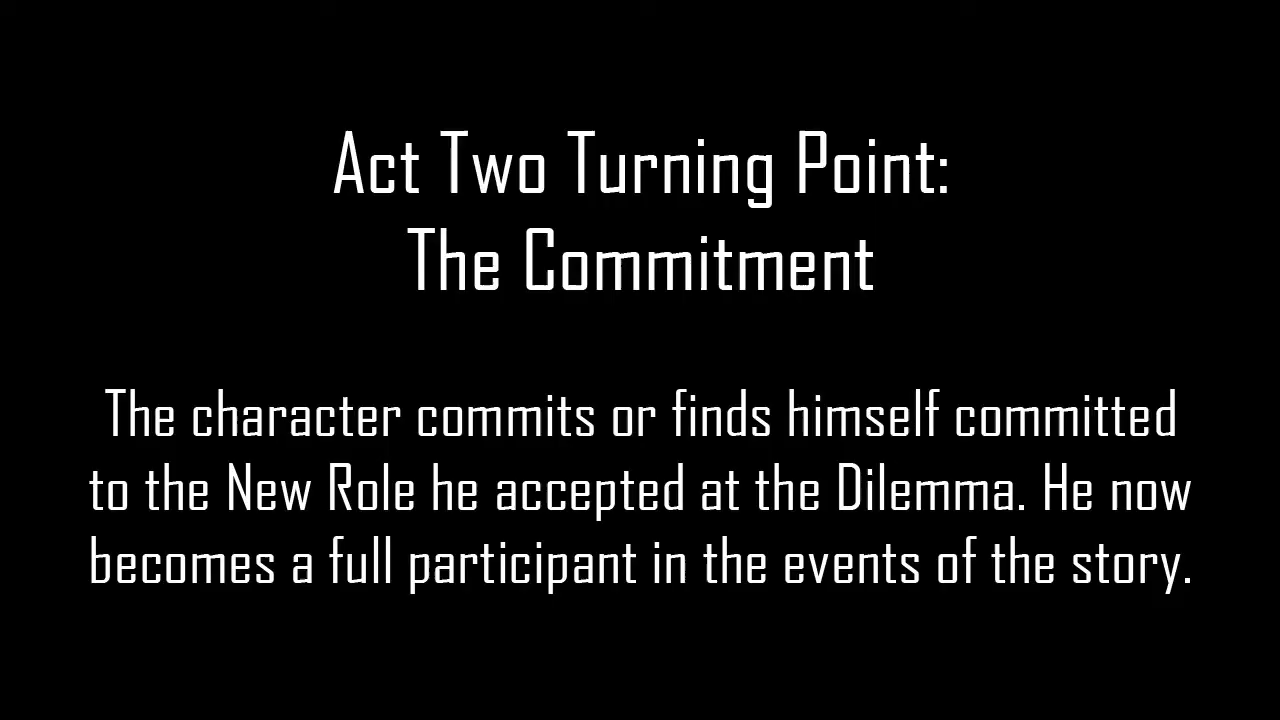 Act Two Turning Point:
The Commitment
The character commits or finds himself committed
to the New Role he accepted at the Dilemma. He now
becomes a full participant in the events of the story.